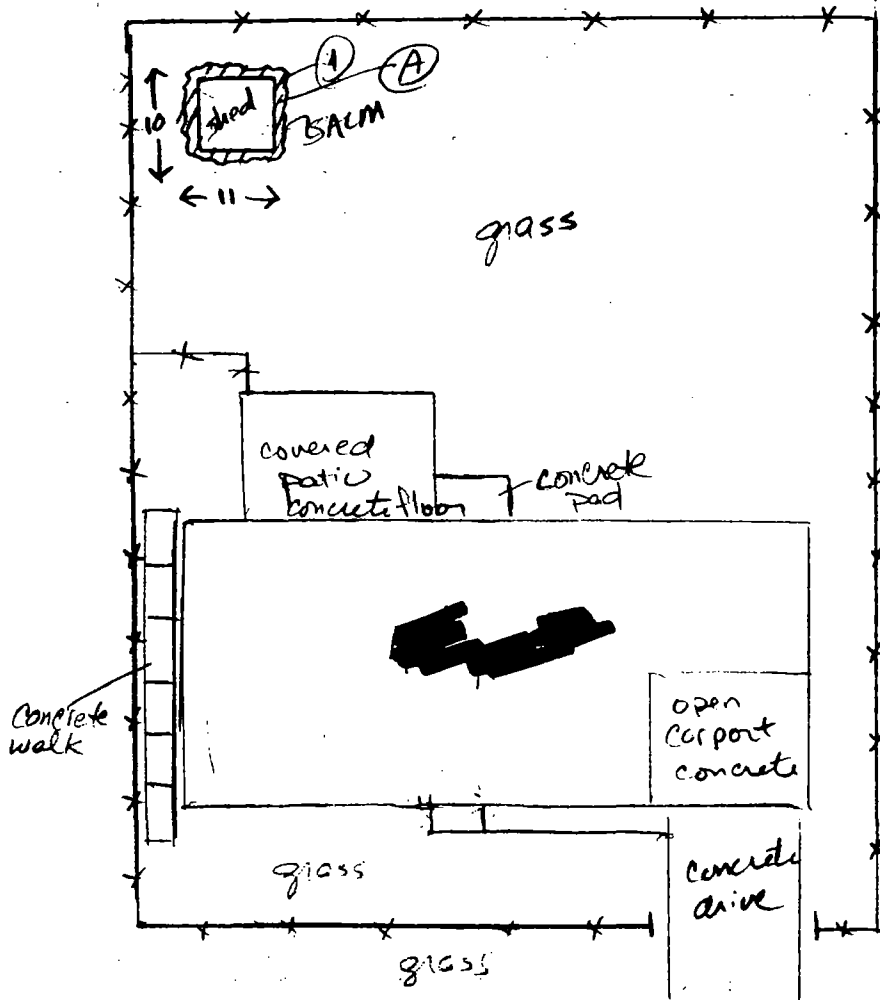 1
A
shed
10
11
grass
covered
patio
concrete floor
concrete
pad
Concrete
walk
open
carport
concrete
grass
concrete
drive
grass